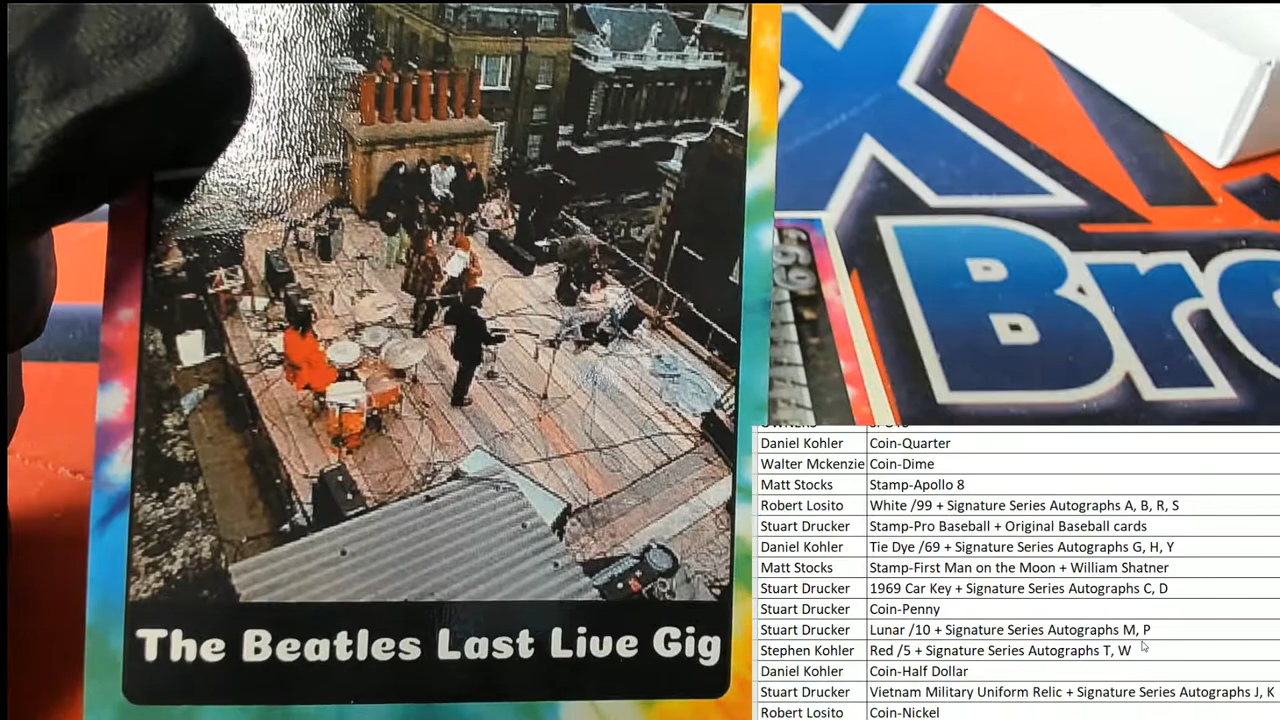 The Beatles Last Live Gig
X
Bro
69
Daniel Kohler Coin-Quarter
Walter Mckenzie Coin-Dime
Matt Stocks Stamp-Apollo 8
Robert Losito White /99 + Signature Series Autographs A, B, R, S
Stuart Drucker Stamp-Pro Baseball + Original Baseball cards
Daniel Kohler Tie Dye /69 + Signature Series Autographs G, H, Y
Matt Stocks Stamp-First Man on the Moon + William Shatner
Stuart Drucker 1969 Car Key + Signature Series Autographs C, D
Stuart Drucker Coin-Penny
Stuart Drucker Lunar /10 + Signature Series Autographs M, P
Stephen Kohler Red /5 + Signature Series Autographs T, W
Daniel Kohler Coin-Half Dollar
Stuart Drucker Vietnam Military Uniform Relic + Signature Series Autographs J, K
Robert Losito Coin-Nickel